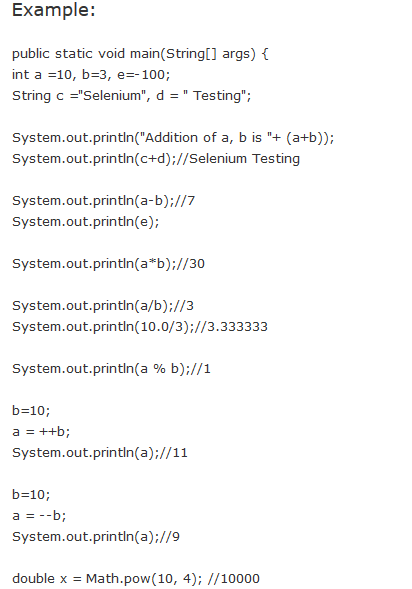 Example:
public static void main(String[] args) {
int a =10, b=3, e=-100;
String c ="Selenium", d = " Testing";
System.out.println("Addition of a, b is "+ (a+b));
System.out.println(c+d);//Selenium Testing
System.out.println(a-b);//7
System.out.println(e);
System.out.println(a*b);//30
System.out.println(a/b);//3
System.out.println(10.0/3);//3.333333
System.out.println(a % b);//1
b=10;
a = ++b;
System.out.println(a);//11
b=10;
a = --b;
System.out.println(a);//9
double x = Math.pow(10, 4); //10000